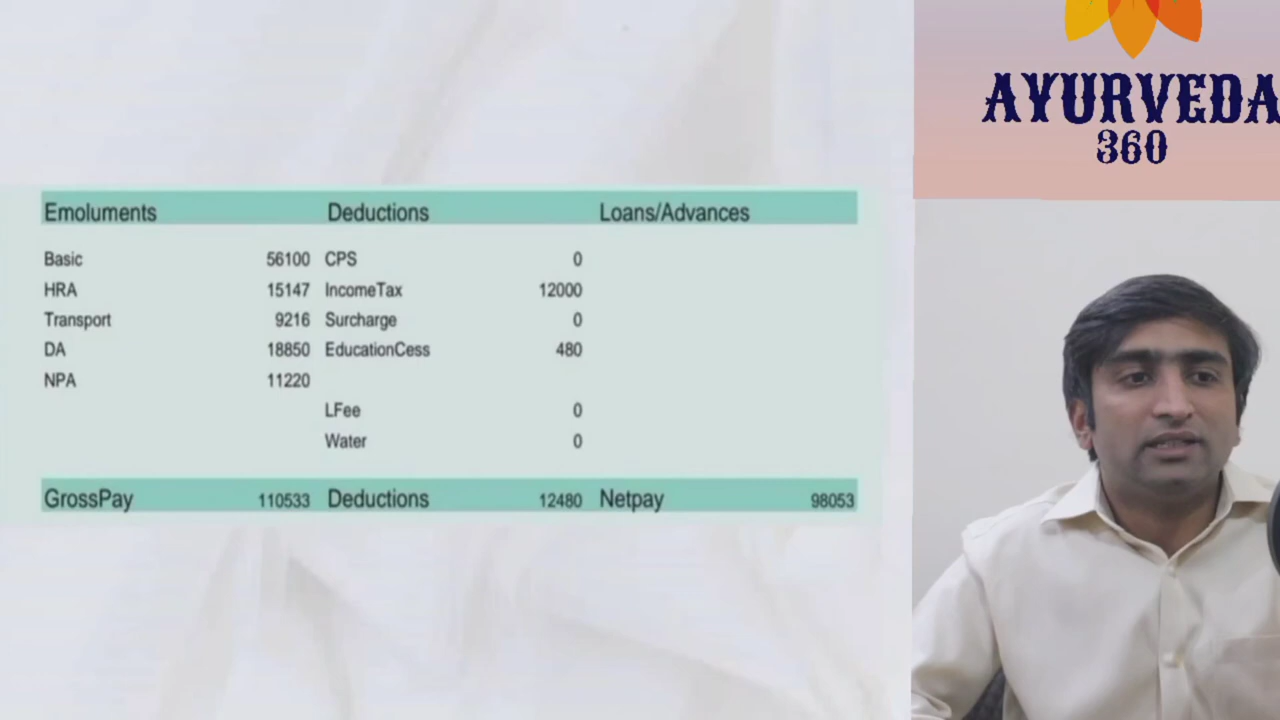 AYURVEDA
360
Emoluments Deductions Loans/Advances
Basic 56100 CPS 0
HRA 15147 IncomeTax 12000
Transport 9216 Surcharge 0
DA 18850 EducationCess 480
NPA 11220
LFee 0
Water 0
GrossPay 110533 Deductions 12480 Netpay 98053